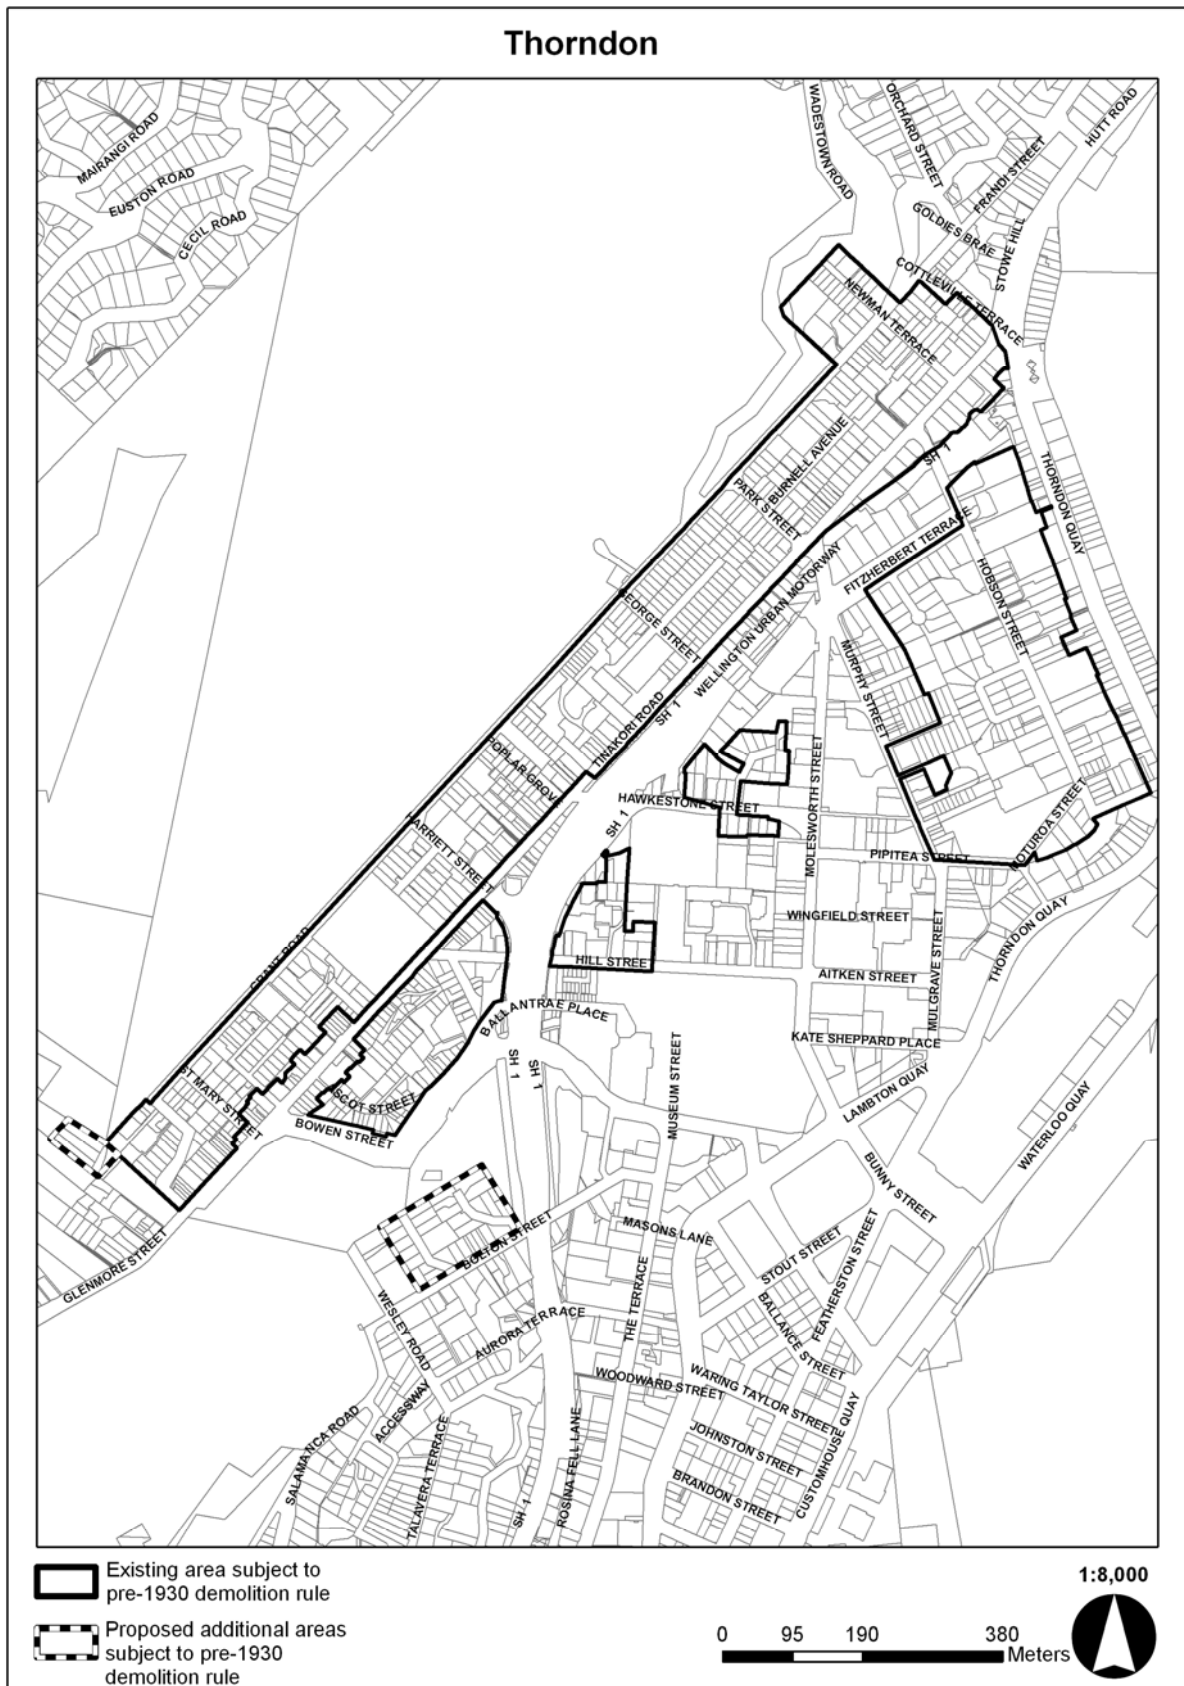 Thorndon
MAIRANGI ROAD
EUSTON ROAD
CECIL ROAD
WADESTOWN ROAD
ORCHARD STREET
HUTT ROAD
FRANDI STREET
GOLDIES BRAE
STOWE HILL
COTTLEVILLE TERRACE
NEWMAN TERRACE
BURNELL AVENUE
PARK STREET
SH 1
THORNDON QUAY
FITZHERBERT TERRACE
HOBSON STREET
GEORGE STREET
WELLINGTON URBAN MOTORWAY
MURPHY STREET
TINAKORI ROAD
SH 1
POPLAR GROVE
MOLESWORTH STREET
HAWKESTONE STREET
SH 1
HARRIETT STREET
PIPITEA STREET
MOTUROA STREET
WINGFIELD STREET
MULGRAVE STREET
THORNDON QUAY
GRANT ROAD
HILL STREET
AITKEN STREET
BALLANTRAE PLACE
KATE SHEPPARD PLACE
SH 1
SH 1
MUSEUM STREET
ST MARY STREET
ASCOT STREET
BOWEN STREET
LAMBTON QUAY
WATERLOO QUAY
BUNNY STREET
BOLTON STREET
MASONS LANE
STOUT STREET
FEATHERSTON STREET
GLENMORE STREET
WESLEY ROAD
AURORA TERRACE
THE TERRACE
BALLANCE STREET
WOODWARD STREET
WARING TAYLOR STREET
ACCESSWAY
SALAMANCA ROAD
TALAVERA TERRACE
SH 1
ROSINA FELL LANE
JOHNSTON STREET
BRANDON STREET
CUSTOMHOUSE QUAY
Existing area subject to
pre-1930 demolition rule
Proposed additional areas
subject to pre-1930
demolition rule
1:8,000
0 95 190 380
Meters